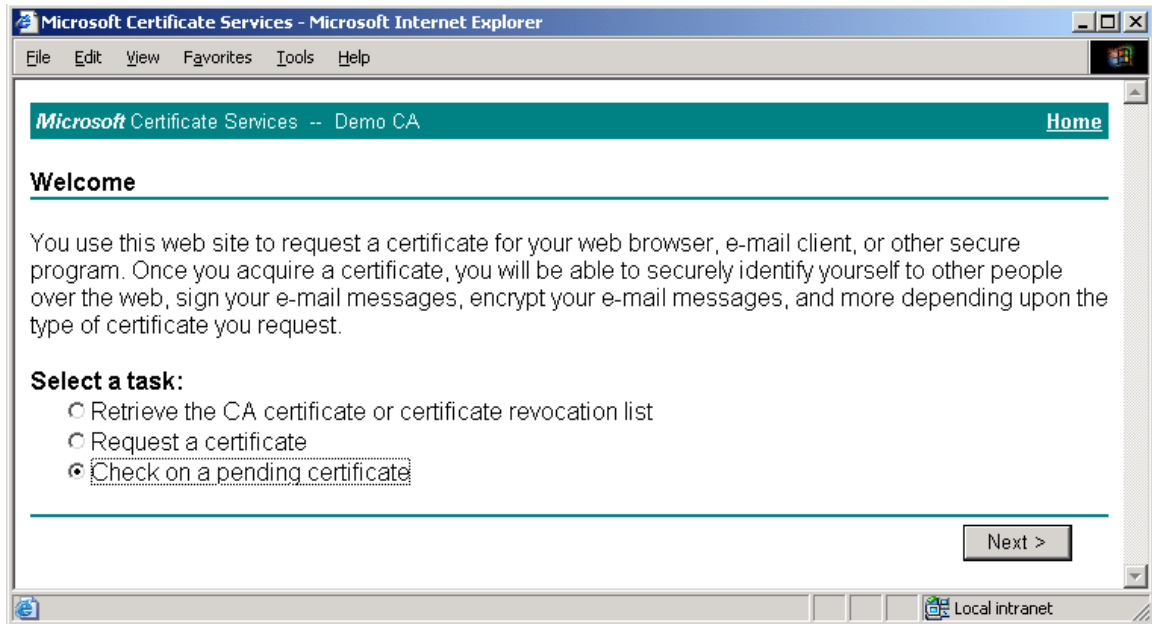 Microsoft Certificate Services - Microsoft Internet Explorer
File Edit View Favorites Tools Help
Microsoft Certificate Services -- Demo CA Home
Welcome
You use this web site to request a certificate for your web browser, e-mail client, or other secure
program. Once you acquire a certificate, you will be able to securely identify yourself to other people
over the web, sign your e-mail messages, encrypt your e-mail messages, and more depending upon the
type of certificate you request.
Select a task:
Retrieve the CA certificate or certificate revocation list
Request a certificate
Check on a pending certificate
Next >
Local intranet